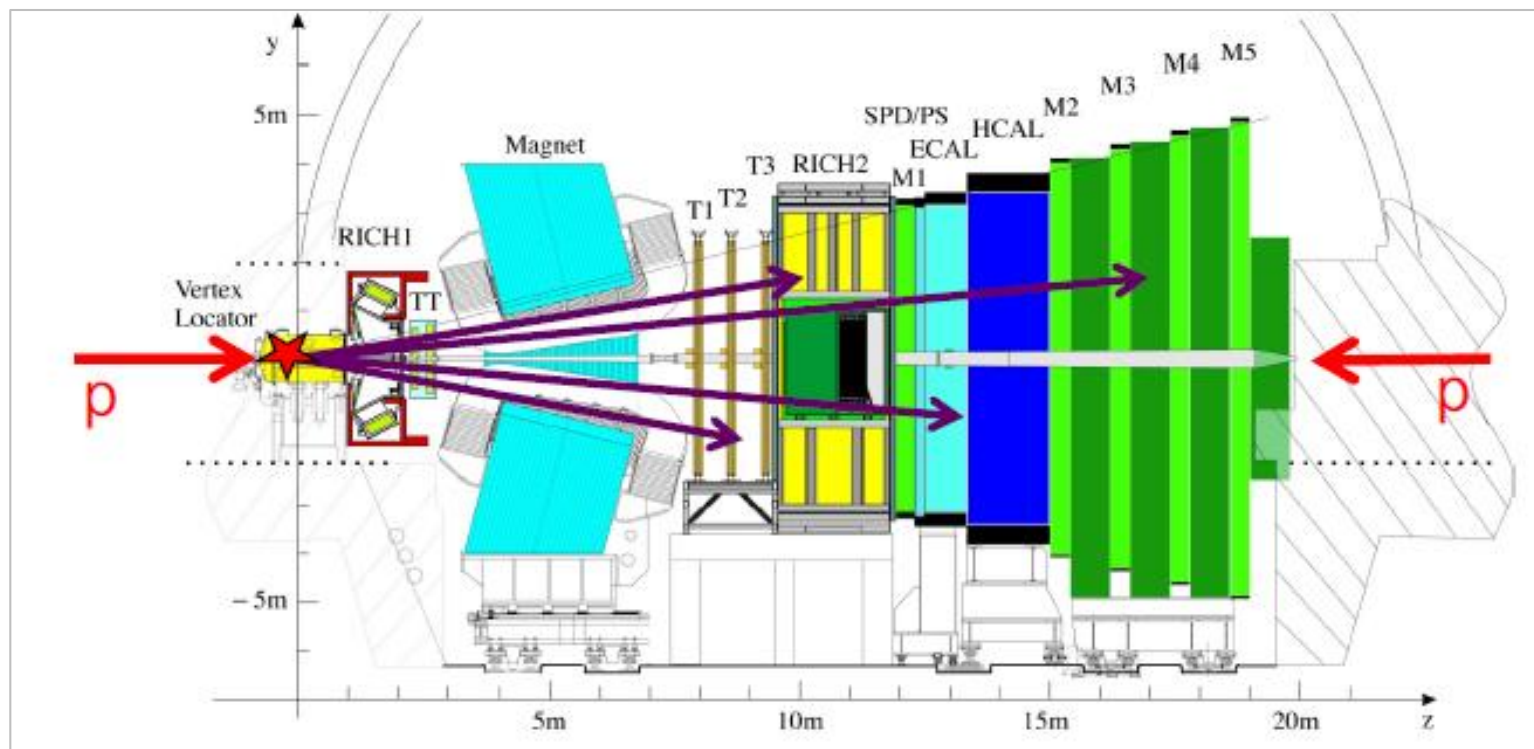 y
5m
Magnet
RICH1
Vertex
Locator
TT
T1
T2
T3
RICH2
M1
SPD/PS
ECAL
HCAL
M2
M3
M4
M5
p
p
– 5m
5m
10m
15m
20m
z